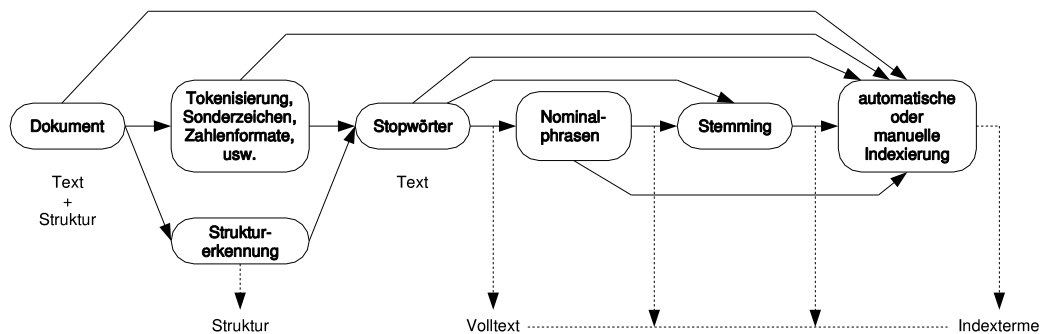 Dokument
Text
+
Struktur
Tokenisierung,
Sonderzeichen,
Zahlenformate,
usw.
Struktur-
erkennung
Struktur
Stopwörter
Text
Volltext
Nominal-
phrasen
Stemming
automatische
oder
manuelle
Indexierung
Indexterme